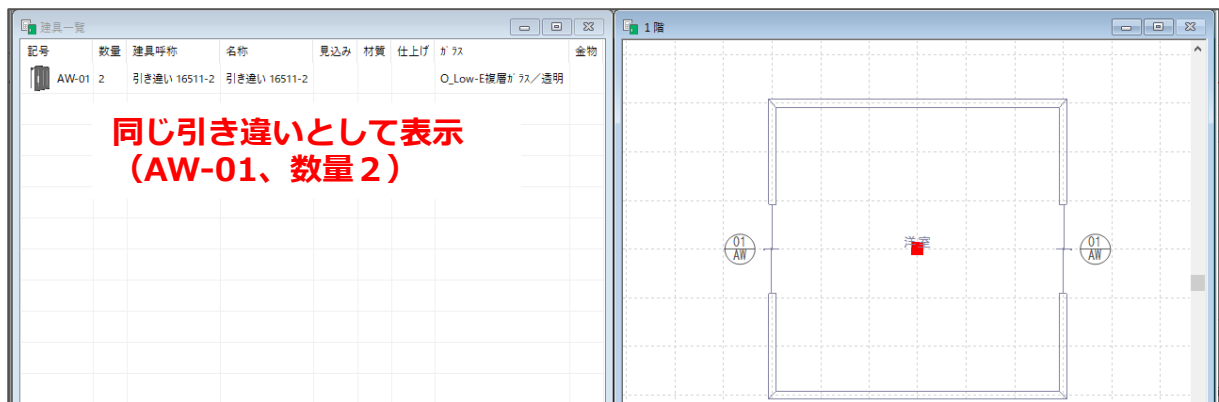 建具一覧
記号 数量 建具呼称 名称 見込み 材質 仕上げ ｶﾞﾗｽ 金物
AW-01 2 引き違い 16511-2 引き違い 16511-2 O_Low-E複層ｶﾞﾗｽ／透明
同じ引き違いとして表示
（AW-01、数量２）
1階
洋室
01
AW
01
AW